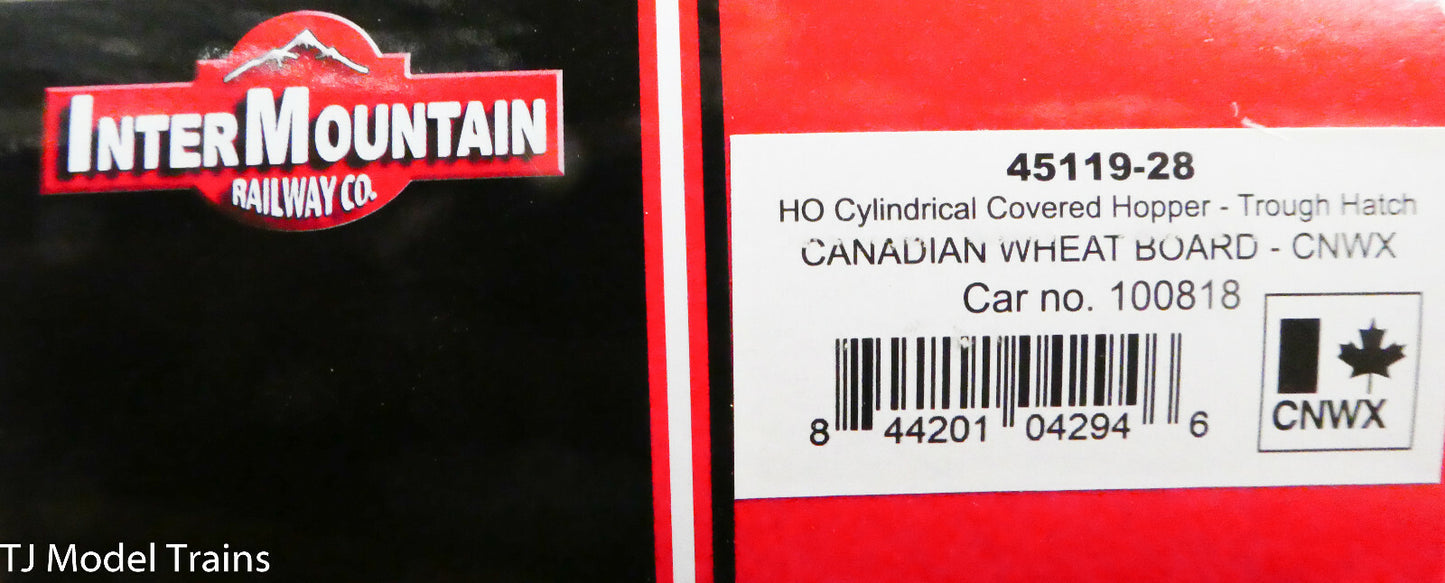 INTERMOUNTAIN
RAILWAY CO.
45119-28
HO Cylindrical Covered Hopper - Trough Hatch
CANADIAN WHEAT BOARD - CNWX
Car no. 100818
8 44201 04294 6
CNWX
TJ Model Trains